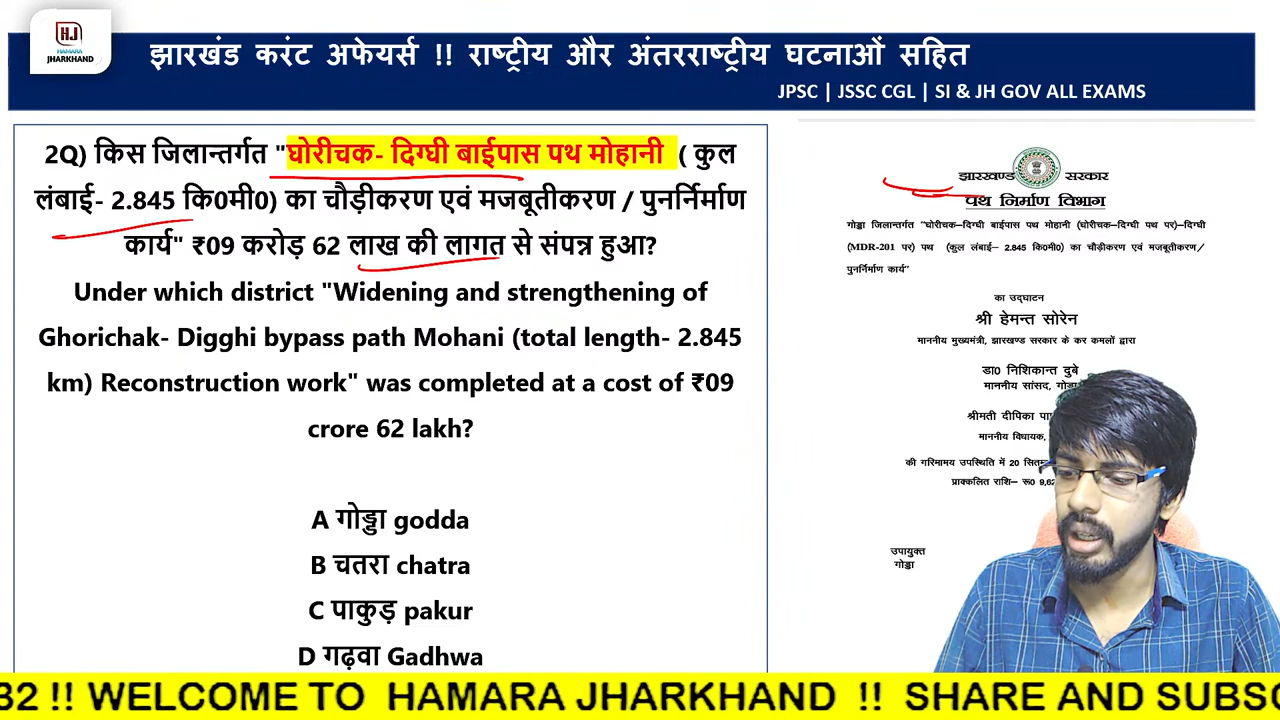 HJ
HAMARA
JHARKHAND
झारखंड करंट अफेयर्स !! राष्ट्रीय और अंतरराष्ट्रीय घटनाओं सहित
JPSC | JSSC CGL | SI & JH GOV ALL EXAMS
2Q) किस जिलान्तर्गत "घोरीचक- दिग्घी बाईपास पथ मोहानी ( कुल
लंबाई- 2.845 कि0मी0) का चौड़ीकरण एवं मजबूतीकरण / पुनर्निर्माण
कार्य" ₹09 करोड़ 62 लाख की लागत से संपन्न हुआ?
Under which district "Widening and strengthening of
Ghorichak- Digghi bypass path Mohani (total length- 2.845
km) Reconstruction work" was completed at a cost of ₹09
crore 62 lakh?
A गोड्डा godda
B चतरा chatra
C पाकुड़ pakur
D गढ़वा Gadhwa
झारखण्ड सरकार
पथ निर्माण विभाग
गोड्डा जिलान्तर्गत "घोरीचक–दिग्घी बाईपास पथ मोहानी (घोरीचक–दिग्घी पथ पर)–दिग्घी
(MDR-201 पर) पथ (कुल लंबाई– 2.845 कि0मी0) का चौड़ीकरण एवं मजबूतीकरण/
पुनर्निर्माण कार्य"
का उद्घाटन
श्री हेमन्त सोरेन
माननीय मुख्यमंत्री, झारखण्ड सरकार के कर कमलों द्वारा
डा0 निशिकान्त दुबे
माननीय सांसद,
श्रीमती दीपिका
माननीय विधायक,
की गरिमामय उपस्थिति में 20
प्राक्कलित राशि– रू0 9,62
उपायुक्त
गोड्डा
32 !! WELCOME TO HAMARA JHARKHAND !! SHARE AND SUBSC